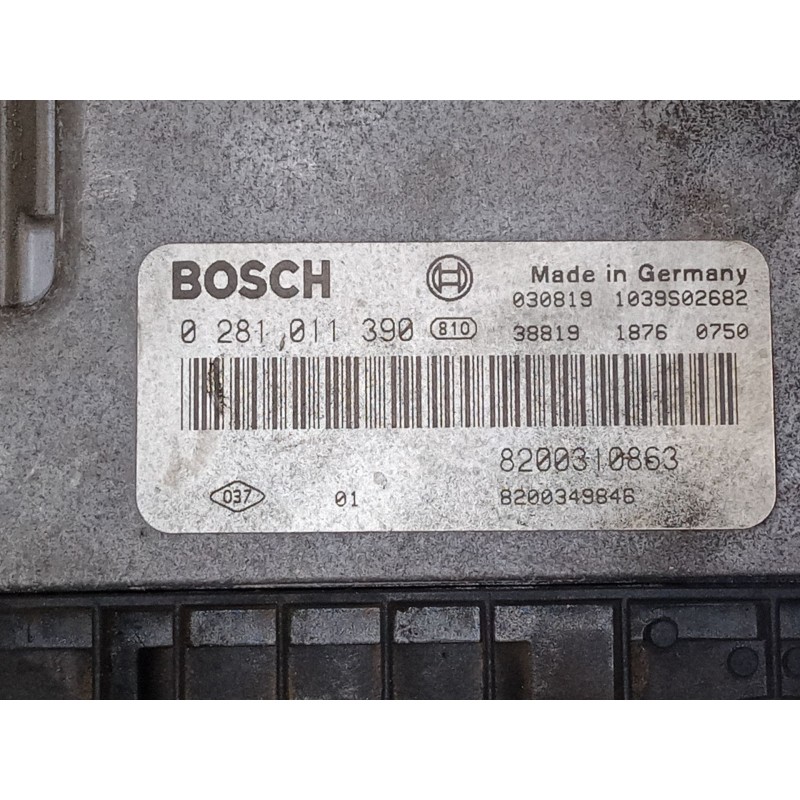 BOSCH
Made in Germany
030819 1039S02682
0 281 011 390 810
38819 1876 0750
8200310863
037 01 8200349846